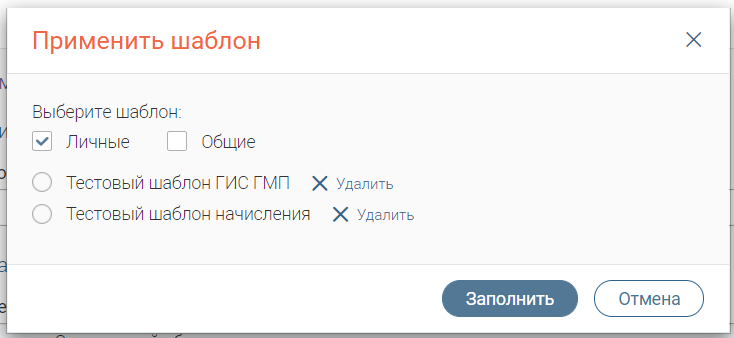 Применить шаблон
Выберите шаблон:
Личные Общие
Тестовый шаблон ГИС ГМП Удалить
Тестовый шаблон начисления Удалить
Заполнить Отмена